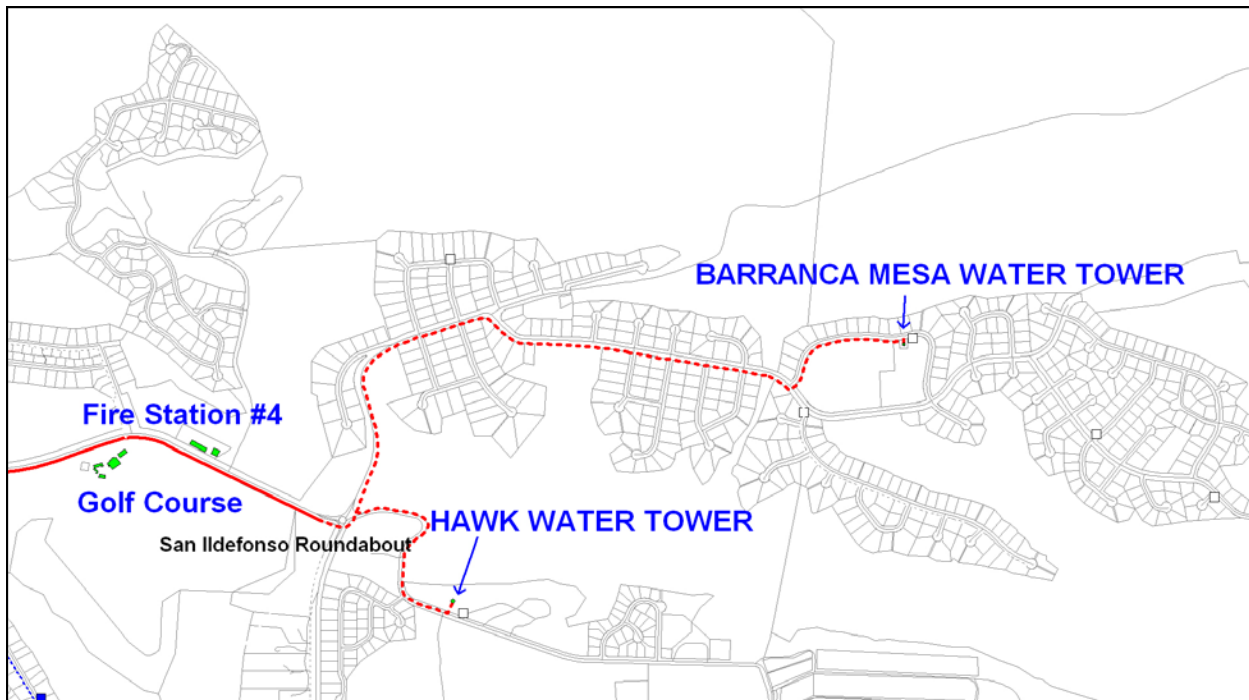 BARRANCA MESA WATER TOWER
Fire Station #4
Golf Course
HAWK WATER TOWER
San Ildefonso Roundabout